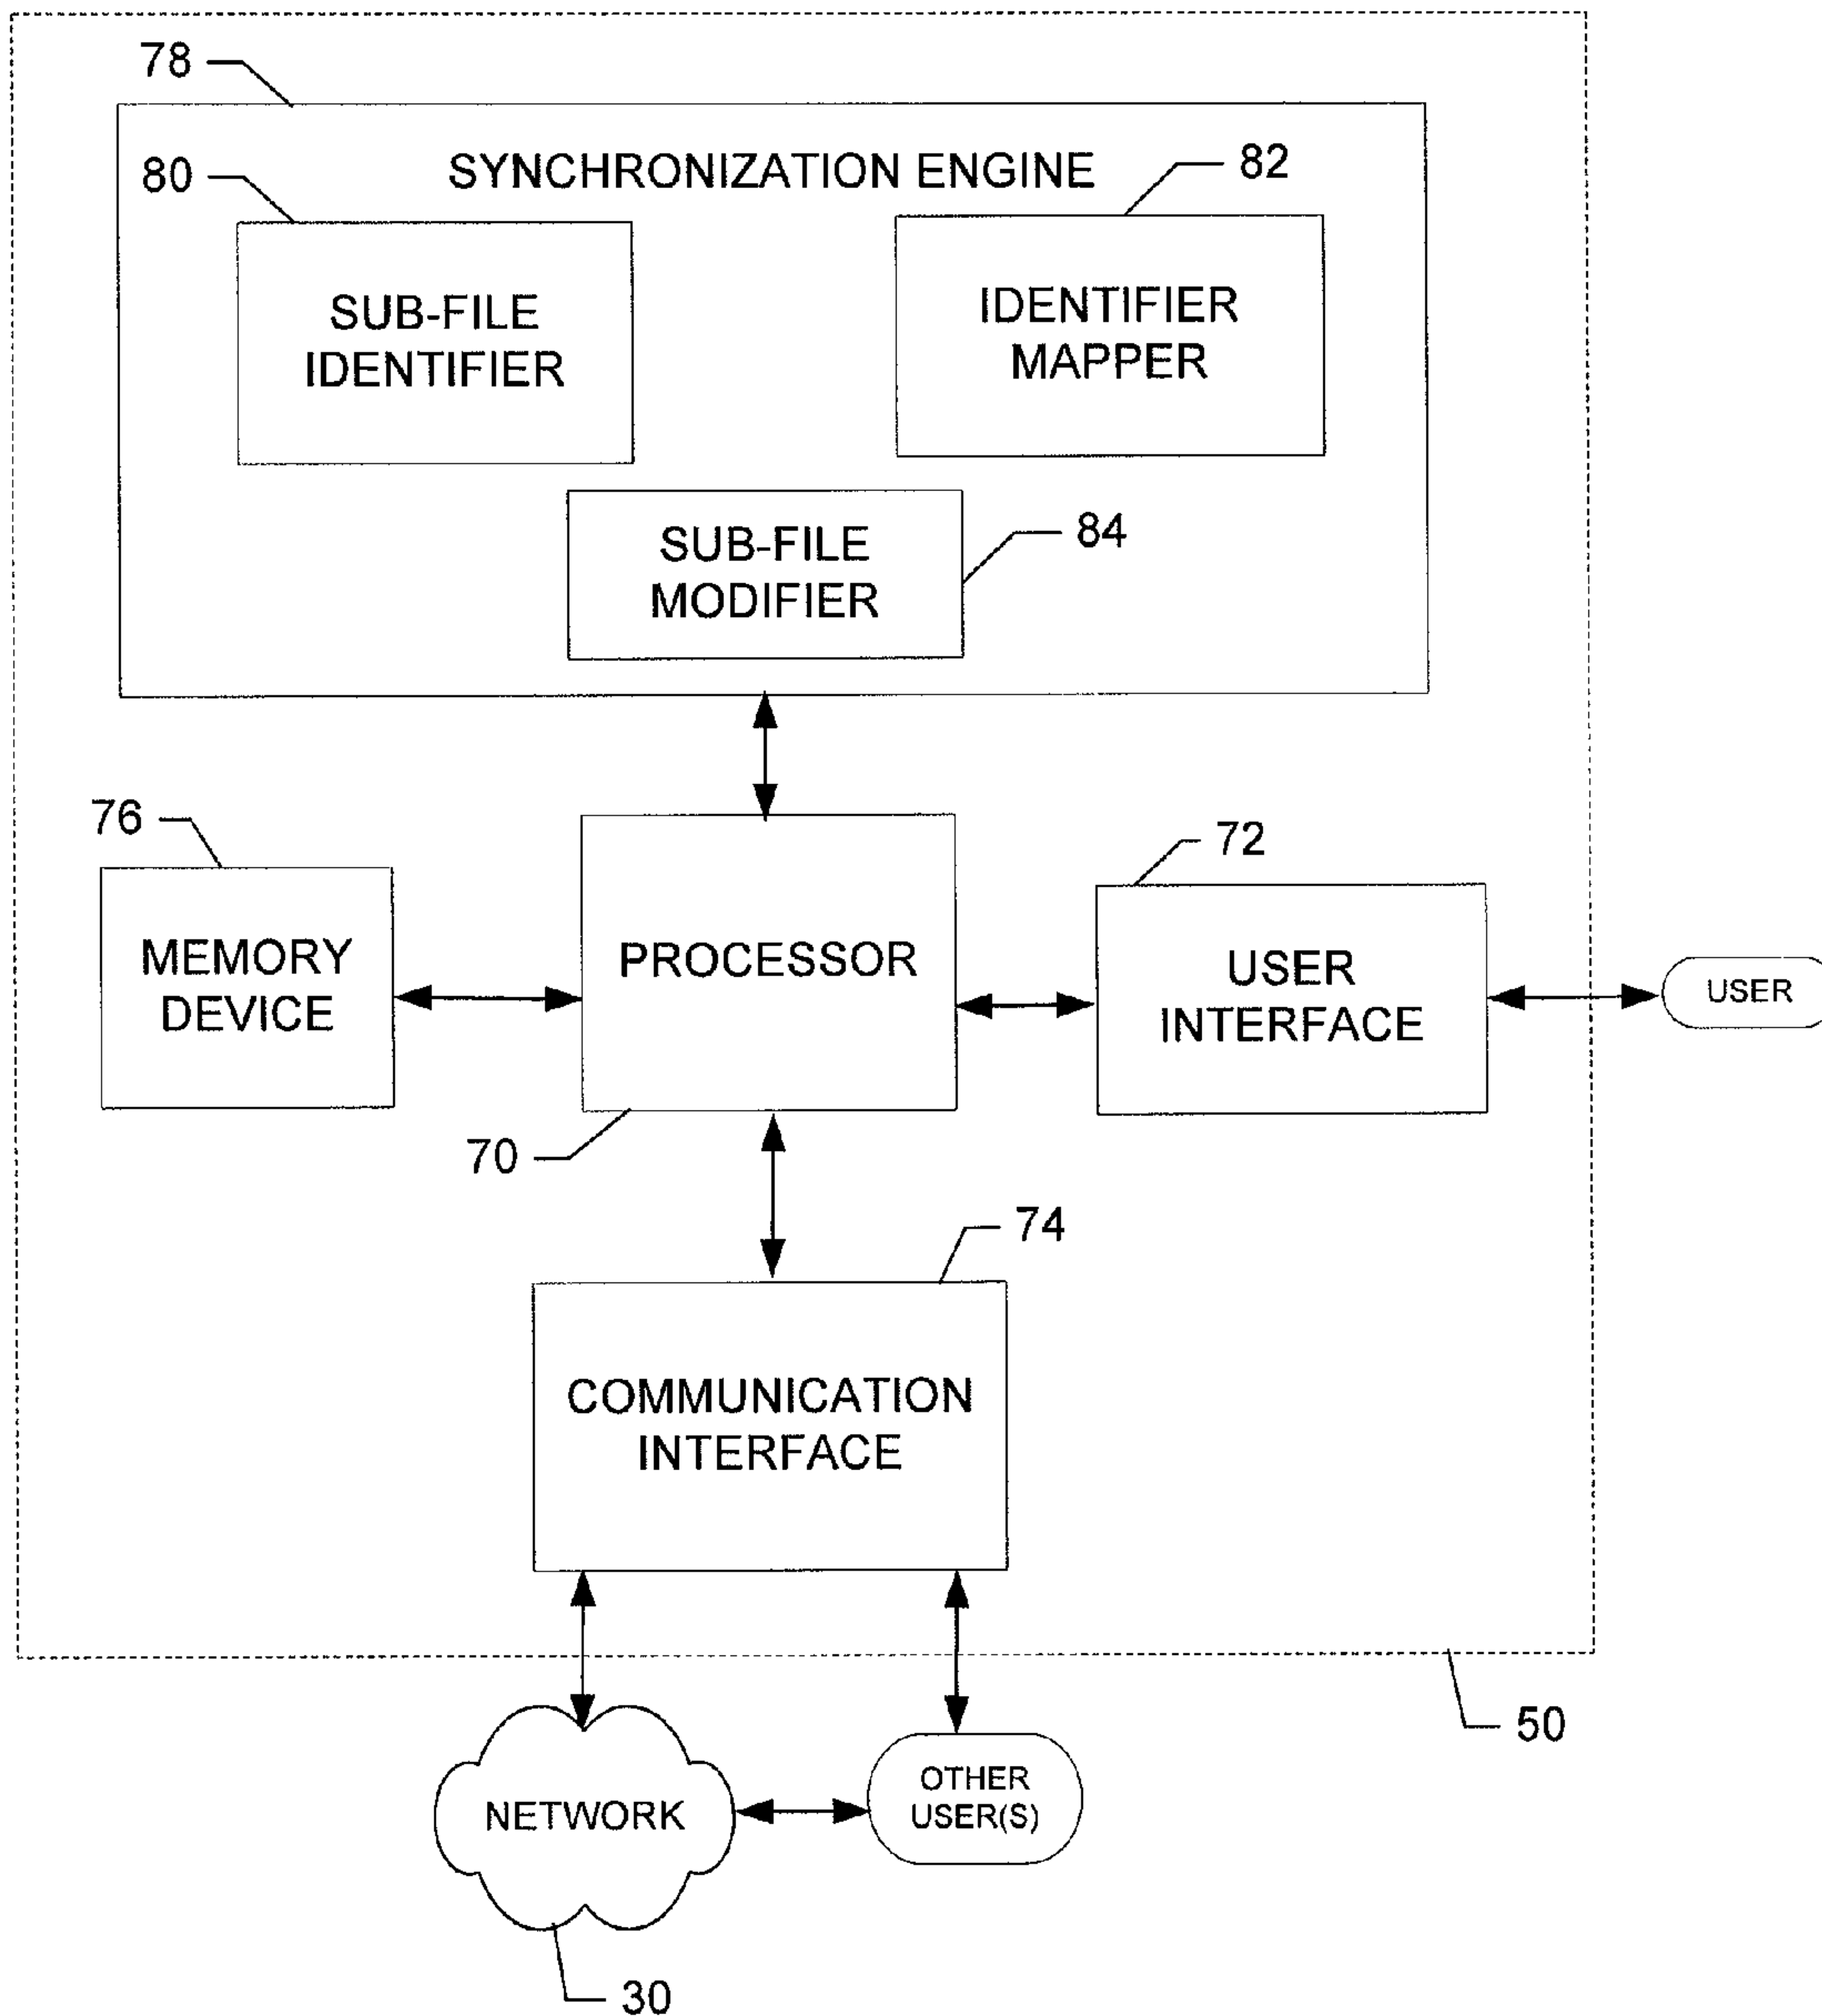 78
SYNCHRONIZATION ENGINE
80
82
SUB-FILE
IDENTIFIER
IDENTIFIER
MAPPER
SUB-FILE
MODIFIER
84
76
72
MEMORY
DEVICE
PROCESSOR
USER
INTERFACE
USER
70
74
COMMUNICATION
INTERFACE
50
NETWORK
OTHER
USER(S)
30